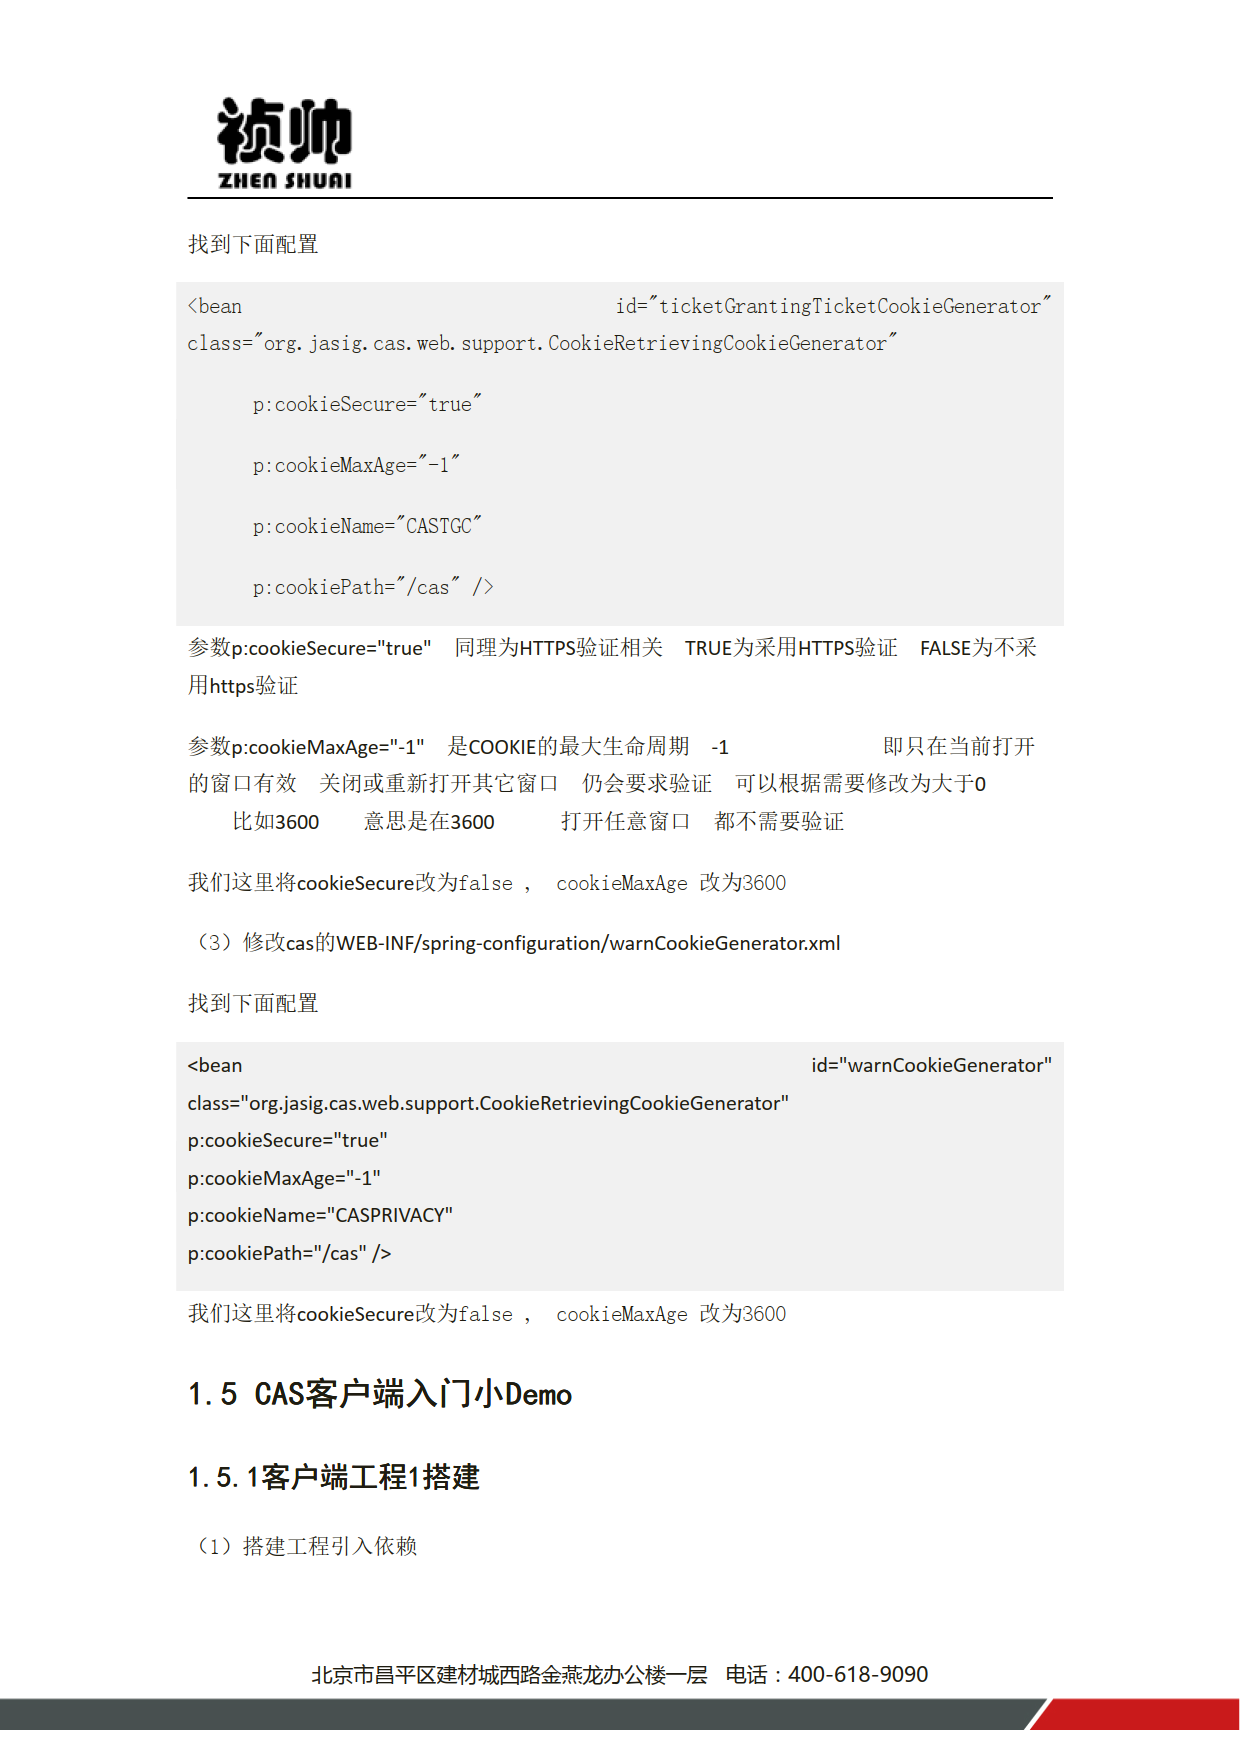 祯帅
ZHEN SHUAI
找到下面配置
<bean id="ticketGrantingTicketCookieGenerator"
class="org.jasig.cas.web.support.CookieRetrievingCookieGenerator"
p:cookieSecure="true"
p:cookieMaxAge="-1"
p:cookieName="CASTGC"
p:cookiePath="/cas" />
参数p:cookieSecure="true" 同理为HTTPS验证相关 TRUE为采用HTTPS验证 FALSE为不采
用https验证
参数p:cookieMaxAge="-1" 是COOKIE的最大生命周期 -1 即只在当前打开
的窗口有效 关闭或重新打开其它窗口 仍会要求验证 可以根据需要修改为大于0
比如3600 意思是在3600 打开任意窗口 都不需要验证
我们这里将cookieSecure改为false , cookieMaxAge 改为3600
（3）修改cas的WEB-INF/spring-configuration/warnCookieGenerator.xml
找到下面配置
<bean id="warnCookieGenerator"
class="org.jasig.cas.web.support.CookieRetrievingCookieGenerator"
p:cookieSecure="true"
p:cookieMaxAge="-1"
p:cookieName="CASPRIVACY"
p:cookiePath="/cas" />
我们这里将cookieSecure改为false , cookieMaxAge 改为3600
1.5 CAS客户端入门小Demo
1.5.1客户端工程1搭建
（1）搭建工程引入依赖
北京市昌平区建材城西路金燕龙办公楼一层 电话：400-618-9090